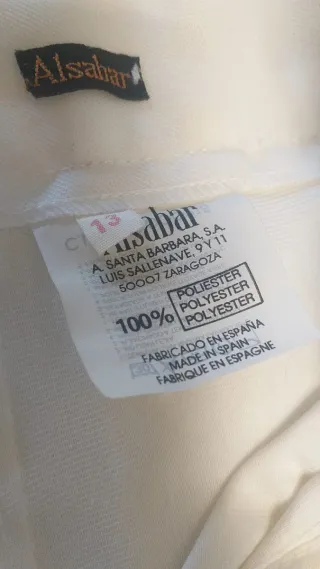 Alsabar
13
Alsabar
A. SANTA BARBARA, S.A.
LUIS SALLENAVE, 9 Y 11
50007 ZARAGOZA
100%
POLIESTER
POLYESTER
POLYESTER
FABRICADO EN ESPAÑA
MADE IN SPAIN
FABRIQUE EN ESPAGNE